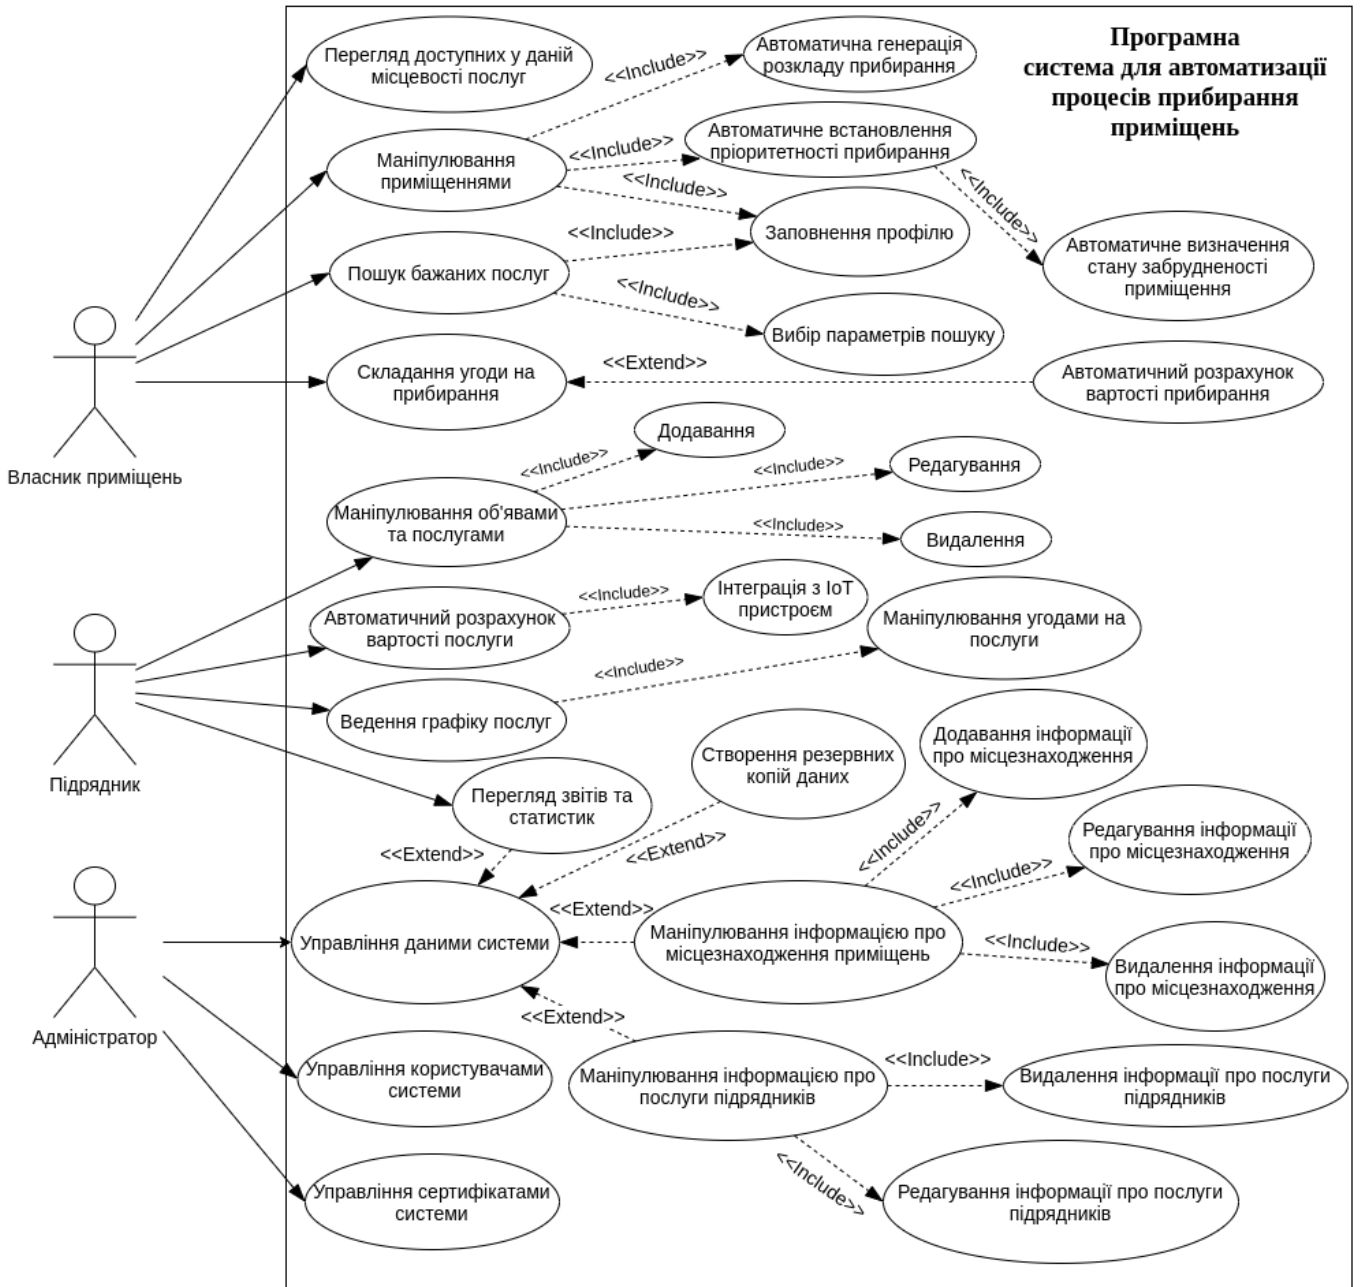 Програмна
система для автоматизації
процесів прибирання
приміщень
Перегляд доступних у даній
місцевості послуг
<<Include>>
Автоматична генерація
розкладу прибирання
Маніпулювання
приміщеннями
<<Include>>
Автоматичне встановлення
пріоритетності прибирання
<<Include>>
<<Include>>
Заповнення профілю
Автоматичне визначення
стану забрудненості
приміщення
Пошук бажаних послуг
<<Include>>
<<Include>>
Вибір параметрів пошуку
Складання угоди на
прибирання
<<Extend>>
Автоматичний розрахунок
вартості прибирання
Власник приміщень
Додавання
<<Include>>
<<Include>>
Редагування
Маніпулювання об'явами
та послугами
<<Include>>
Видалення
Автоматичний розрахунок
вартості послуги
<<Include>>
Інтеграція з IoT
пристроєм
Маніпулювання угодами на
послуги
<<Include>>
Ведення графіку послуг
Підрядник
Створення резервних
копій даних
Додавання інформації
про місцезнаходження
Перегляд звітів та
статистик
<<Extend>>
<<Extend>>
<<Include>>
Редагування інформації
про місцезнаходження
<<Include>>
<<Extend>>
Управління даними системи
Маніпулювання інформацією про
місцезнаходження приміщень
<<Include>>
Видалення інформації
про місцезнаходження
Адміністратор
<<Extend>>
Управління користувачами
системи
Маніпулювання інформацією про
послуги підрядників
<<Include>>
Видалення інформації про послуги
підрядників
<<Include>>
Управління сертифікатами
системи
Редагування інформації про послуги
підрядників